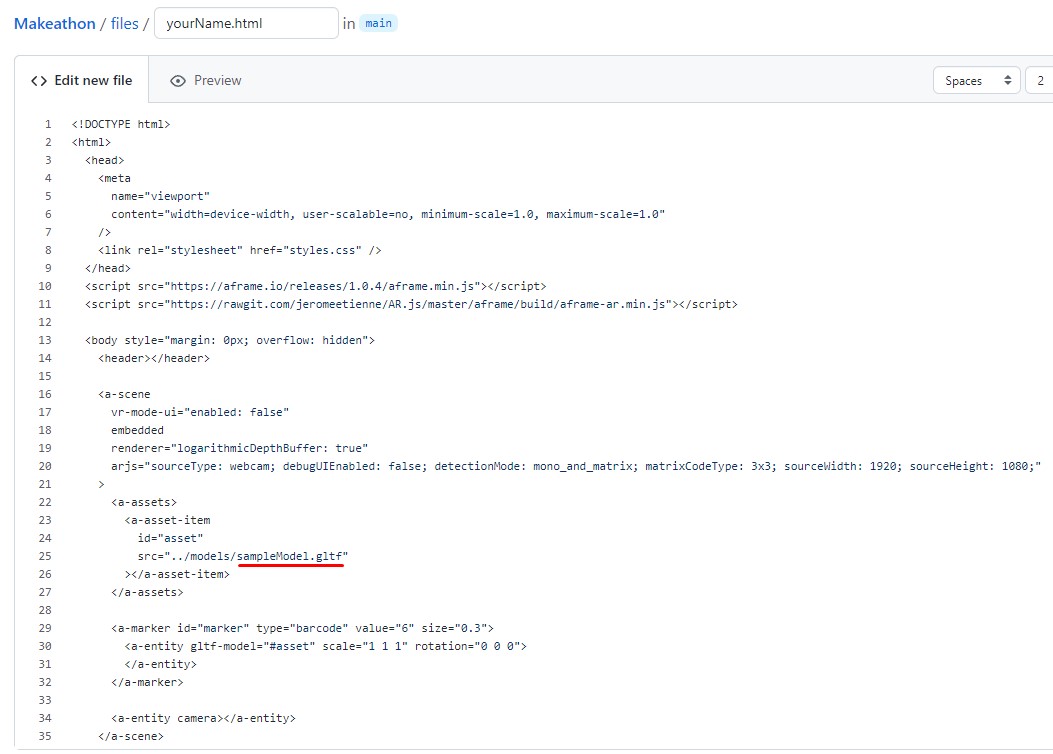 Makeathon / files / yourName.html in main
<> Edit new file Preview Spaces 2
1 <!DOCTYPE html>
2 <html>
3   <head>
4     <meta
5       name="viewport"
6       content="width=device-width, user-scalable=no, minimum-scale=1.0, maximum-scale=1.0"
7     />
8     <link rel="stylesheet" href="styles.css" />
9   </head>
10   <script src="https://aframe.io/releases/1.0.4/aframe.min.js"></script>
11   <script src="https://rawgit.com/jeromeetienne/AR.js/master/aframe/build/aframe-ar.min.js"></script>
12
13   <body style="margin: 0px; overflow: hidden">
14     <header></header>
15
16     <a-scene
17       vr-mode-ui="enabled: false"
18       embedded
19       renderer="logarithmicDepthBuffer: true"
20       arjs="sourceType: webcam; debugUIEnabled: false; detectionMode: mono_and_matrix; matrixCodeType: 3x3; sourceWidth: 1920; sourceHeight: 1080;"
21     >
22       <a-assets>
23         <a-asset-item
24           id="asset"
25           src="../models/sampleModel.gltf"
26         ></a-asset-item>
27       </a-assets>
28
29       <a-marker id="marker" type="barcode" value="6" size="0.3">
30         <a-entity gltf-model="#asset" scale="1 1 1" rotation="0 0 0">
31         </a-entity>
32       </a-marker>
33
34       <a-entity camera></a-entity>
35     </a-scene>